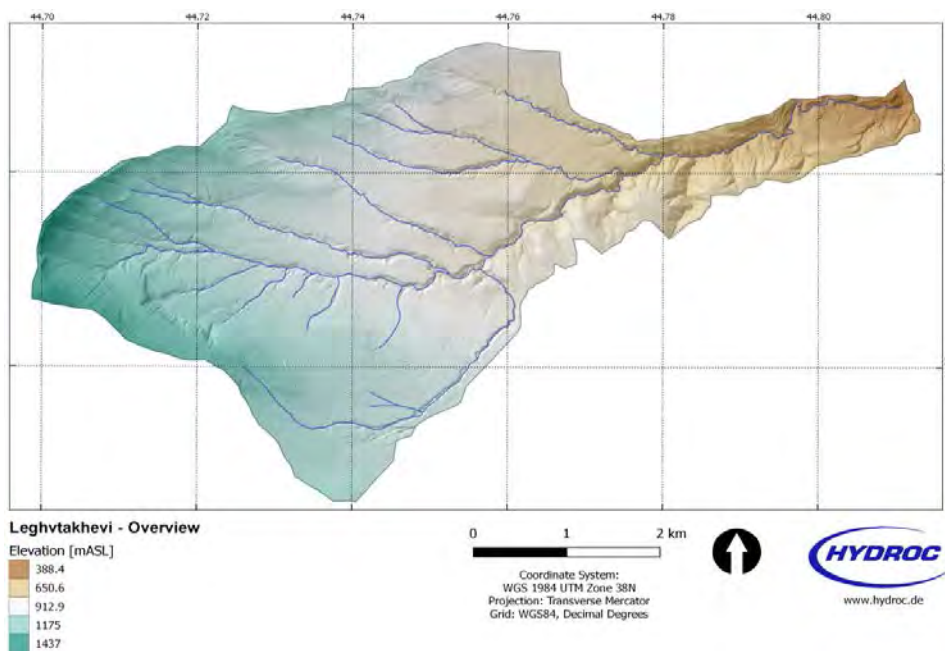 44.70 44.72 44.74 44.76 44.78 44.80
Leghvtakhevi - Overview
Elevation [mASL]
388.4
650.6
912.9
1175
1437
0 1 2 km
Coordinate System:
WGS 1984 UTM Zone 38N
Projection: Transverse Mercator
Grid: WGS84, Decimal Degrees
HYDROC
www.hydroc.de